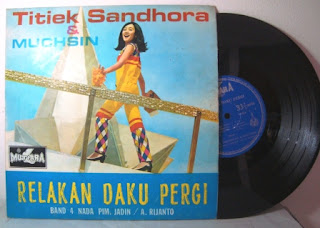 Titiek Sandhora
& MUCHSIN
MUTIARA
RELAKAN DAKU PERGI
BAND 4 NADA PIM. JADIN / A. RIJANTO